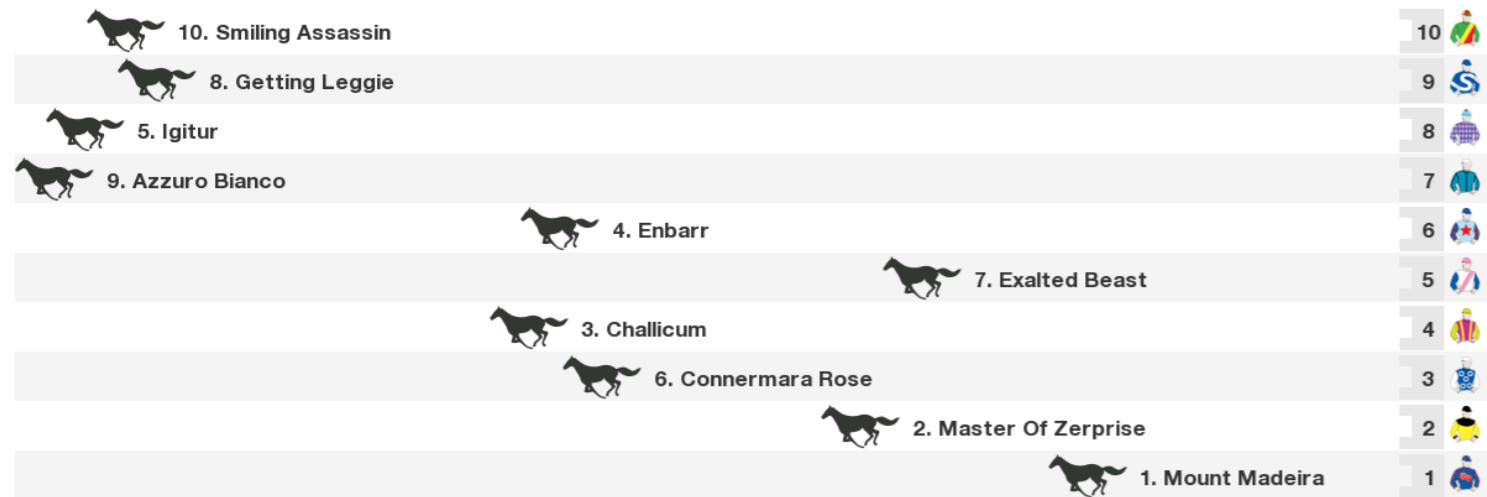 10. Smiling Assassin 10
8. Getting Leggie 9 S
5. Igitur 8
9. Azzuro Bianco 7
4. Enbarr 6
7. Exalted Beast 5
3. Challicum 4
6. Connermara Rose 3
2. Master Of Zerprise 2
1. Mount Madeira 1